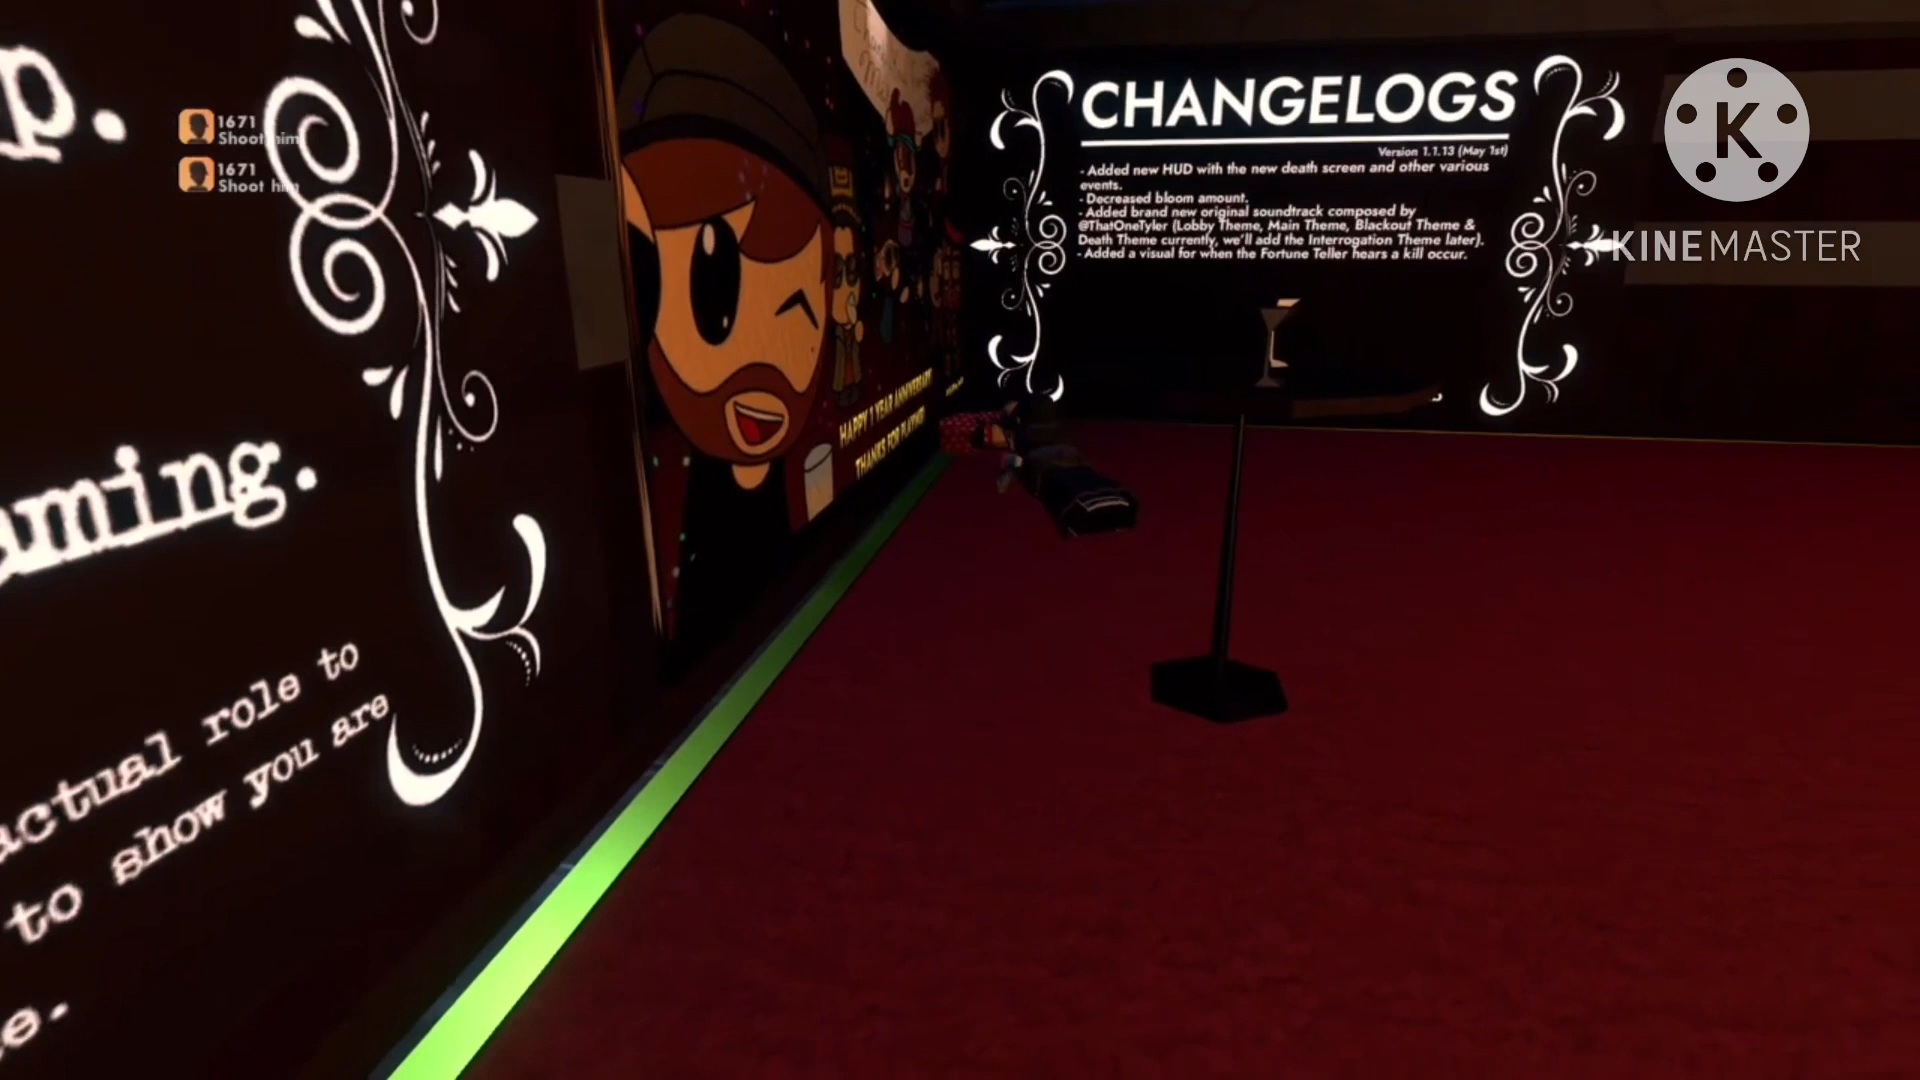 p.
1671
Shoot him
1671
Shoot him
aming.
actual role to
to show you are
e.
HAPPY 1 YEAR ANNIVERSARY
THANKS FOR PLAYING!
CHANGELOGS
Version 1.1.13 (May 1st)
- Added new HUD with the new death screen and other various
events.
- Decreased bloom amount.
- Added brand new original soundtrack composed by
@ThatOneTyler (Lobby Theme, Main Theme, Blackout Theme &
Death Theme currently, we'll add the Interrogation Theme later).
- Added a visual for when the Fortune Teller hears a kill occur.
K
KINEMASTER